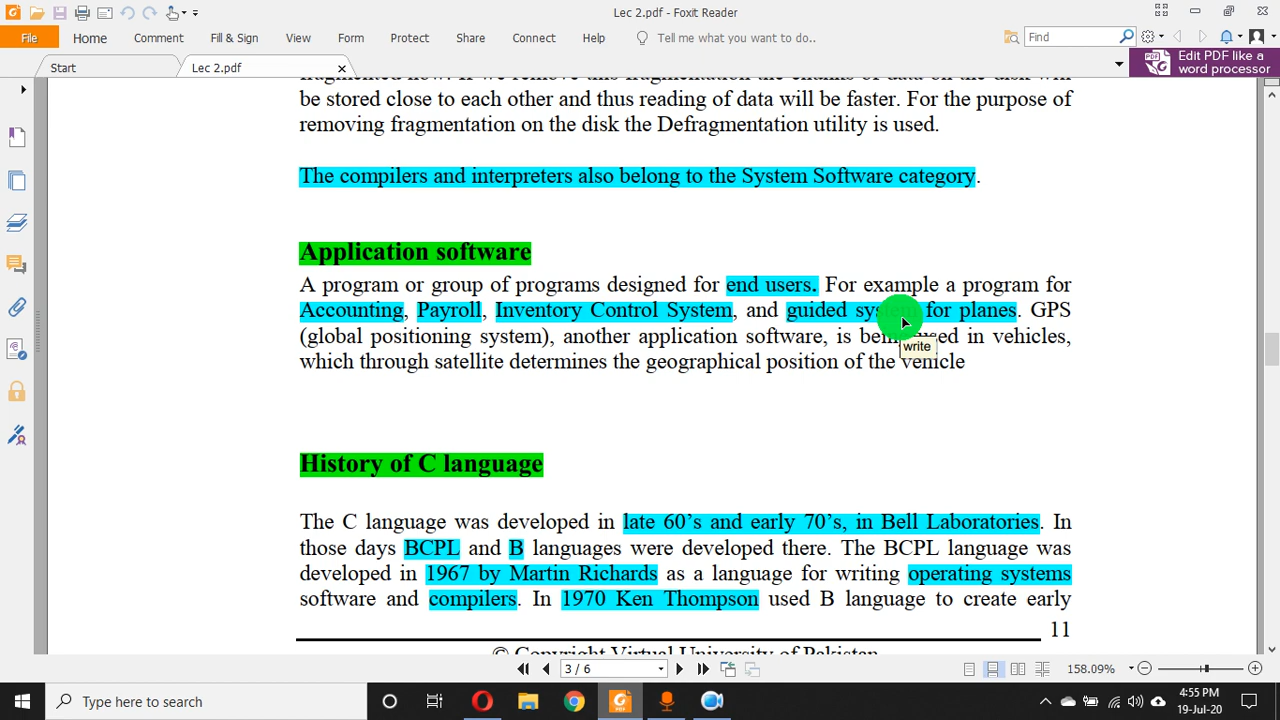 Lec 2.pdf - Foxit Reader
File Home Comment Fill & Sign View Form Protect Share Connect Help Tell me what you want to do.. Find
Start Lec 2.pdf
Edit PDF like a
word processor
be stored close to each other and thus reading of data will be faster. For the purpose of
removing fragmentation on the disk the Defragmentation utility is used.
The compilers and interpreters also belong to the System Software category.
Application software
A program or group of programs designed for end users. For example a program for
Accounting, Payroll, Inventory Control System, and guided system for planes. GPS
(global positioning system), another application software, is being used in vehicles,
which through satellite determines the geographical position of the vehicle
write
History of C language
The C language was developed in late 60's and early 70's, in Bell Laboratories. In
those days BCPL and B languages were developed there. The BCPL language was
developed in 1967 by Martin Richards as a language for writing operating systems
software and compilers. In 1970 Ken Thompson used B language to create early
11
© Copyright Virtual University of Pakistan
3 / 6 158.09%
Type here to search
4:55 PM
19-Jul-20